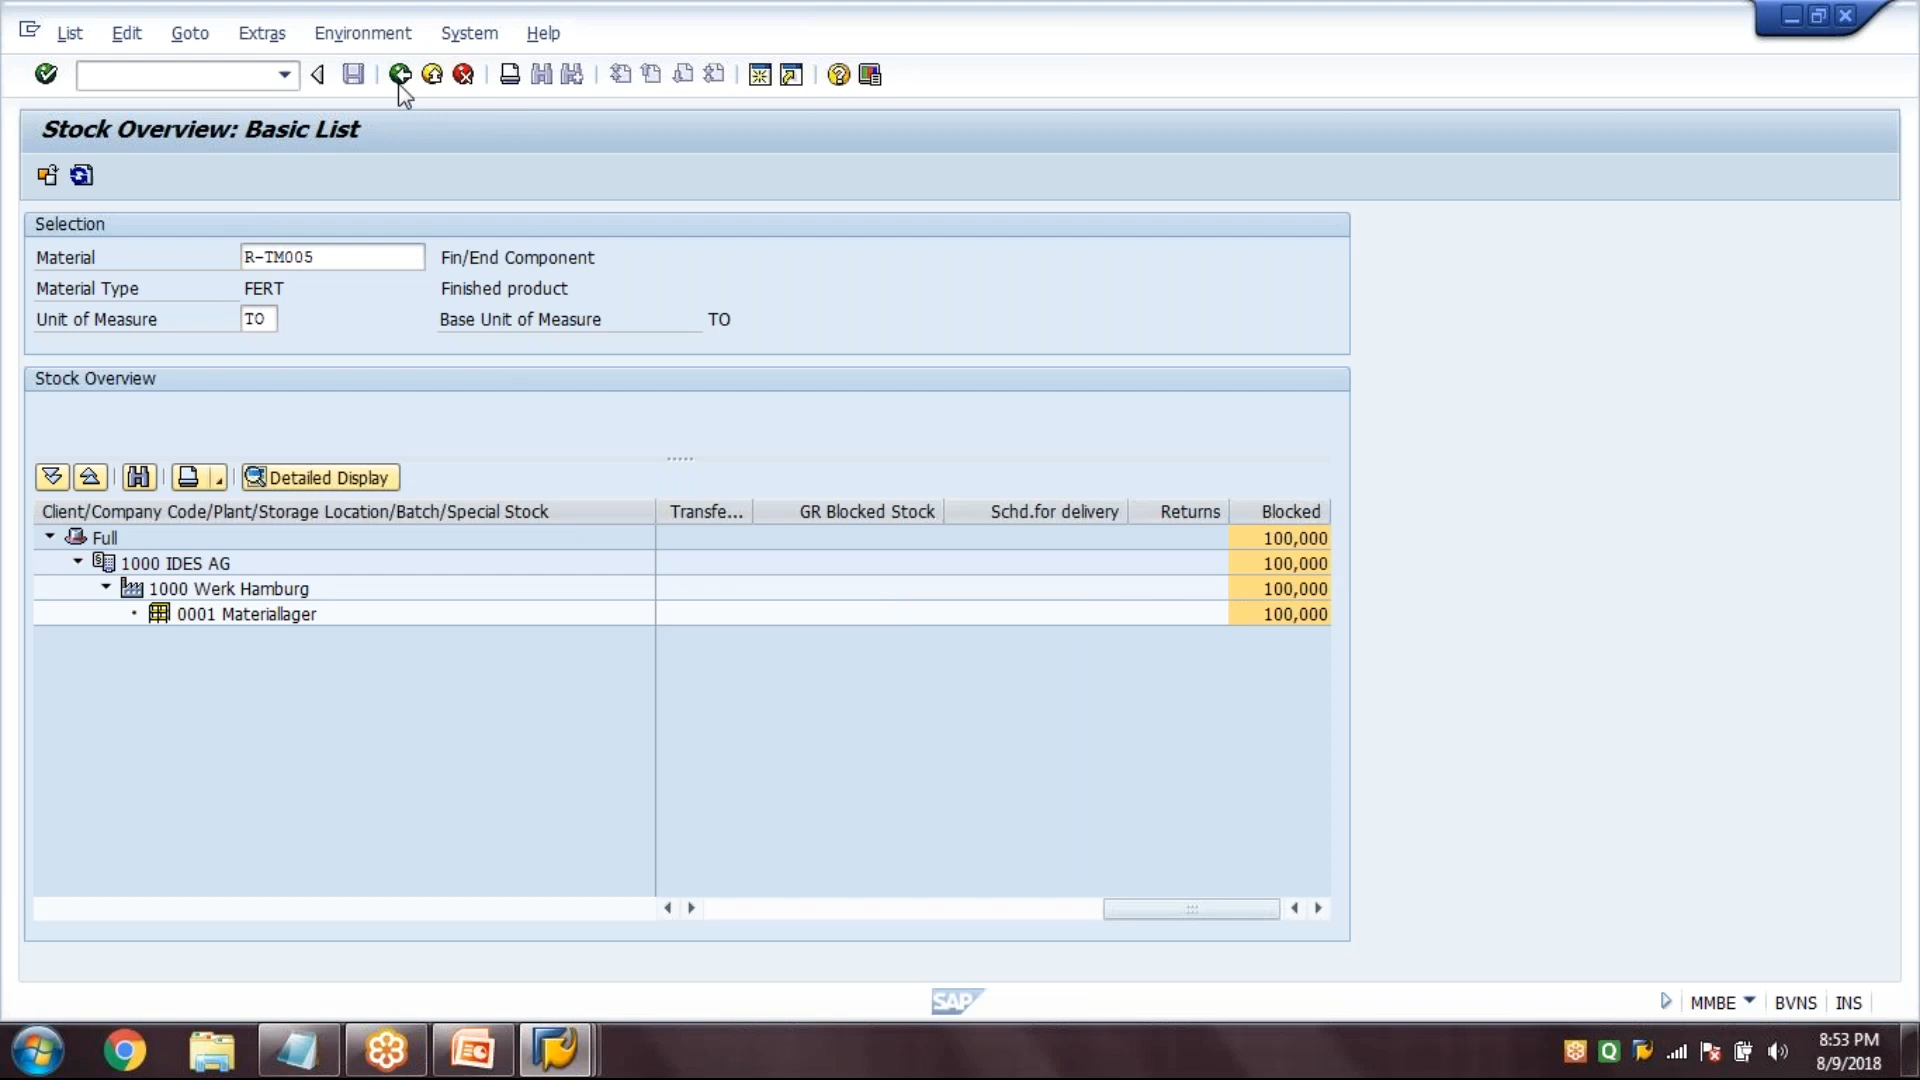 List Edit Goto Extras Environment System Help
Stock Overview: Basic List
Selection
Material R-TM005 Fin/End Component
Material Type FERT Finished product
Unit of Measure TO Base Unit of Measure TO
Stock Overview
Detailed Display
Client/Company Code/Plant/Storage Location/Batch/Special Stock Transfe... GR Blocked Stock Schd.for delivery Returns Blocked
Full 100,000
1000 IDES AG 100,000
1000 Werk Hamburg 100,000
0001 Materiallager 100,000
SAP MMBE BVNS INS
8:53 PM
8/9/2018